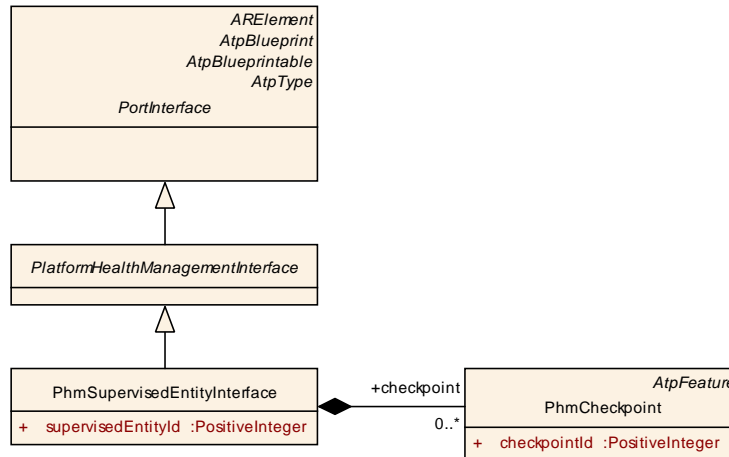 ARElement
AtpBlueprint
AtpBlueprintable
AtpType
PortInterface
PlatformHealthManagementInterface
PhmSupervisedEntityInterface
+ supervisedEntityId :PositiveInteger
+checkpoint
0..*
AtpFeature
PhmCheckpoint
+ checkpointId :PositiveInteger